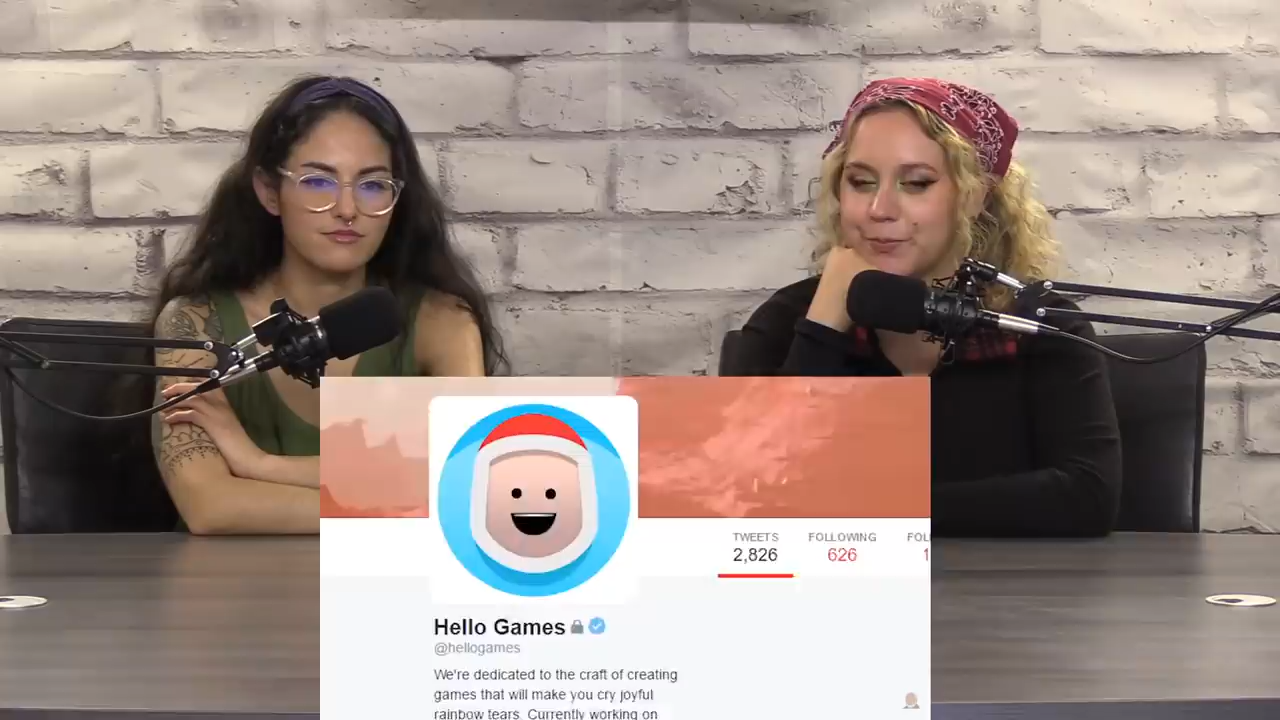 TWEETS FOLLOWING
2,826 626
Hello Games
@hellogames
We're dedicated to the craft of creating
games that will make you cry joyful
rainbow tears. Currently working on